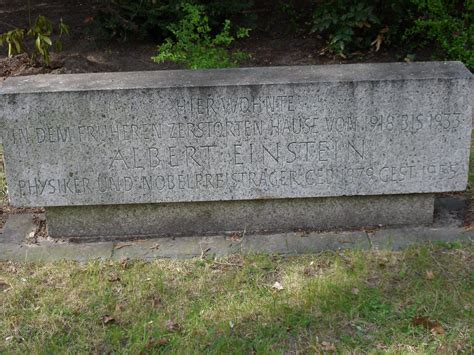 HIER WOHNTE
IN DEM FRÜHEREN ZERSTÖRTEN HAUSE VON 1918 BIS 1933
ALBERT EINSTEIN
PHYSIKER UND NOBELPREISTRÄGER GEB. 1879 GEST. 1955